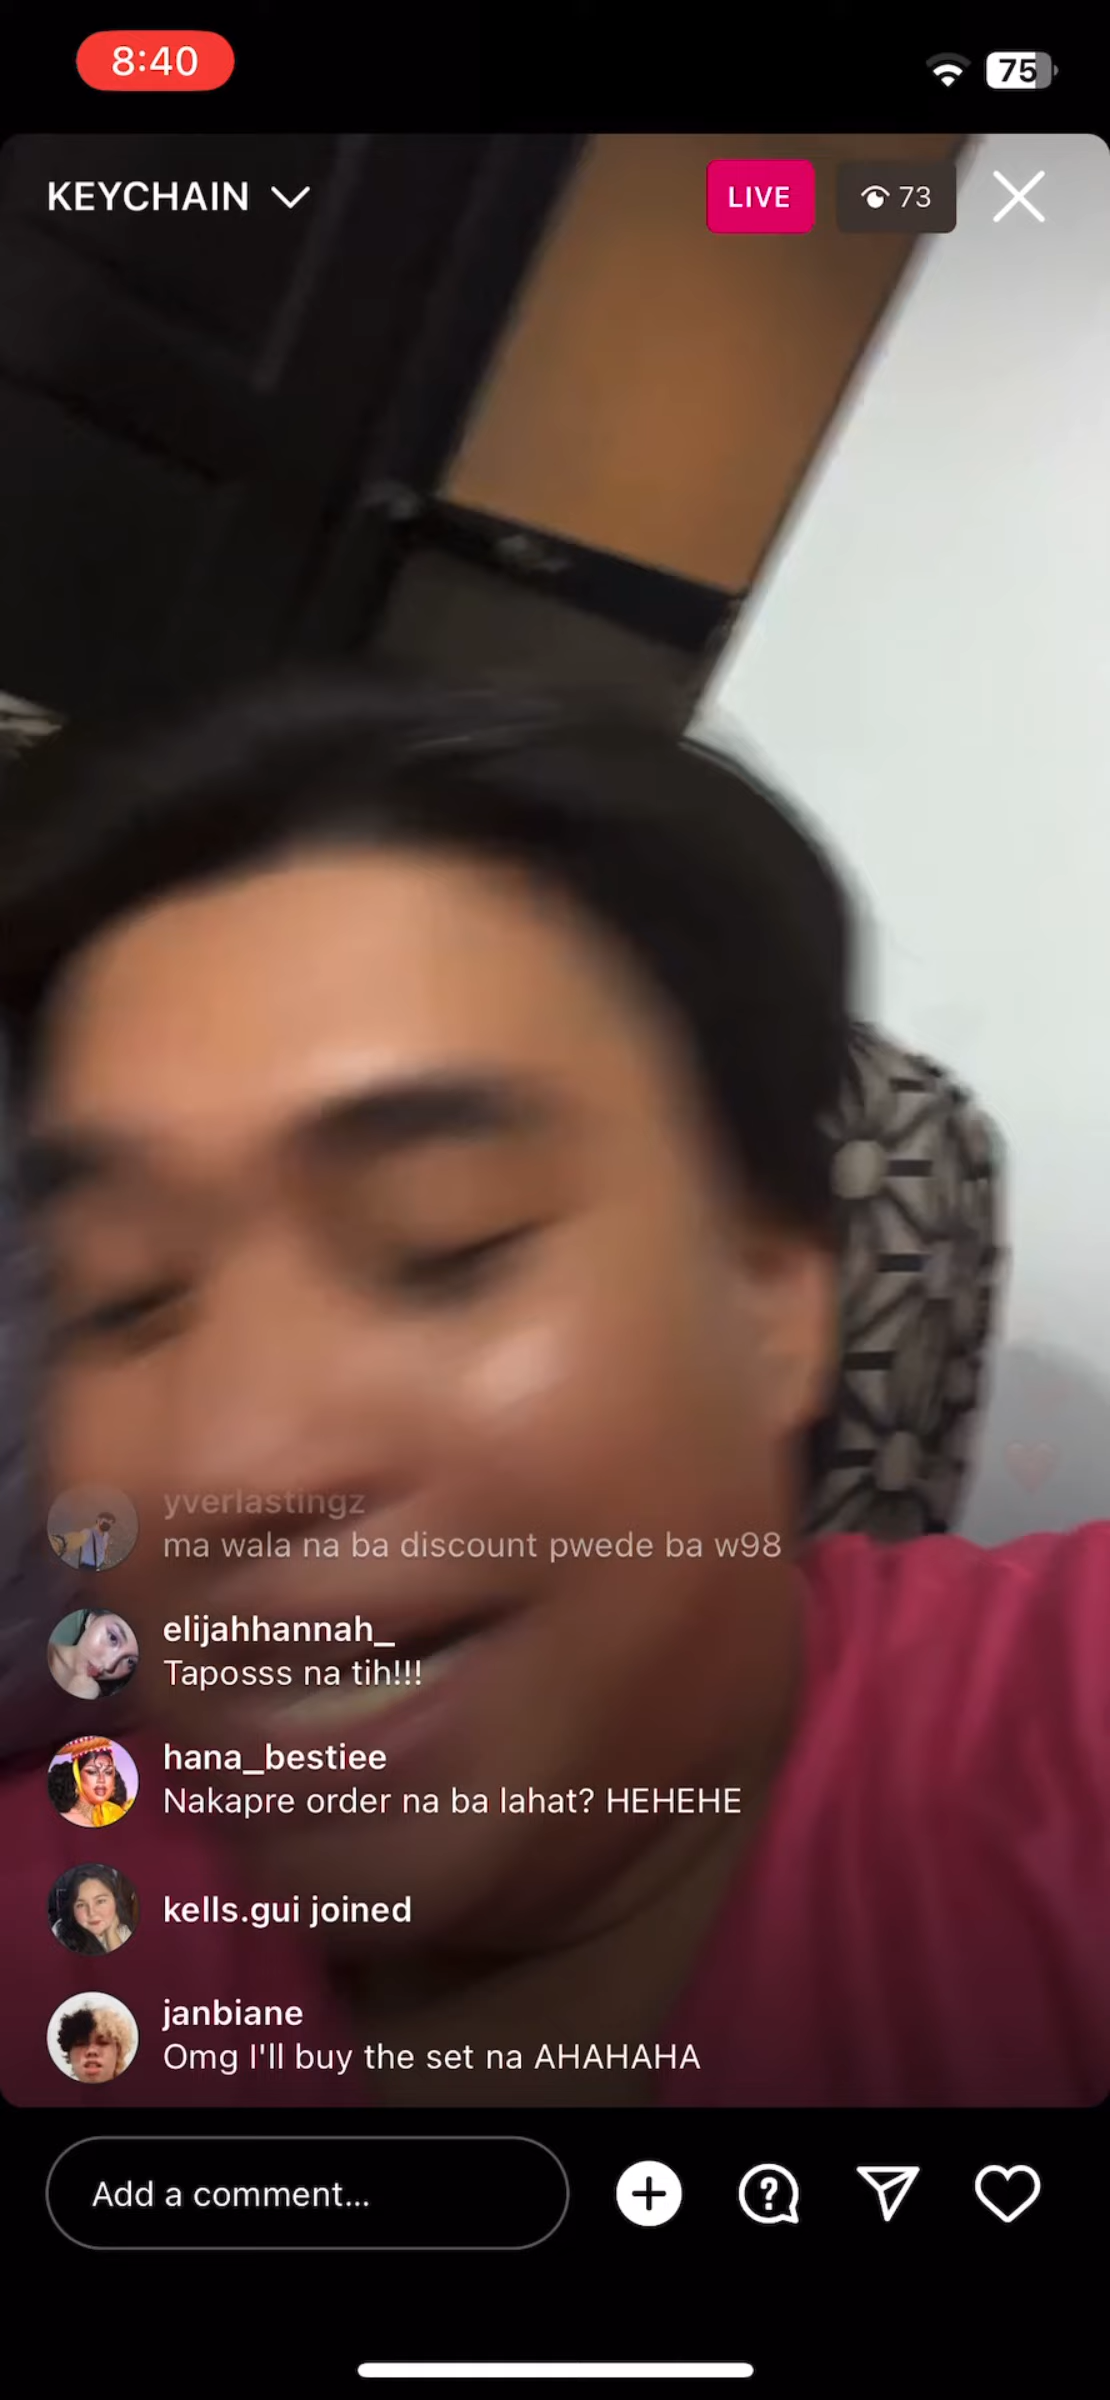 8:40
75
KEYCHAIN
LIVE
73
yverlastingz
ma wala na ba discount pwede ba w98
elijahhannah_
Taposss na tih!!!
hana_bestiee
Nakapre order na ba lahat? HEHEHE
kells.gui joined
janbiane
Omg I'll buy the set na AHAHAHA
Add a comment...